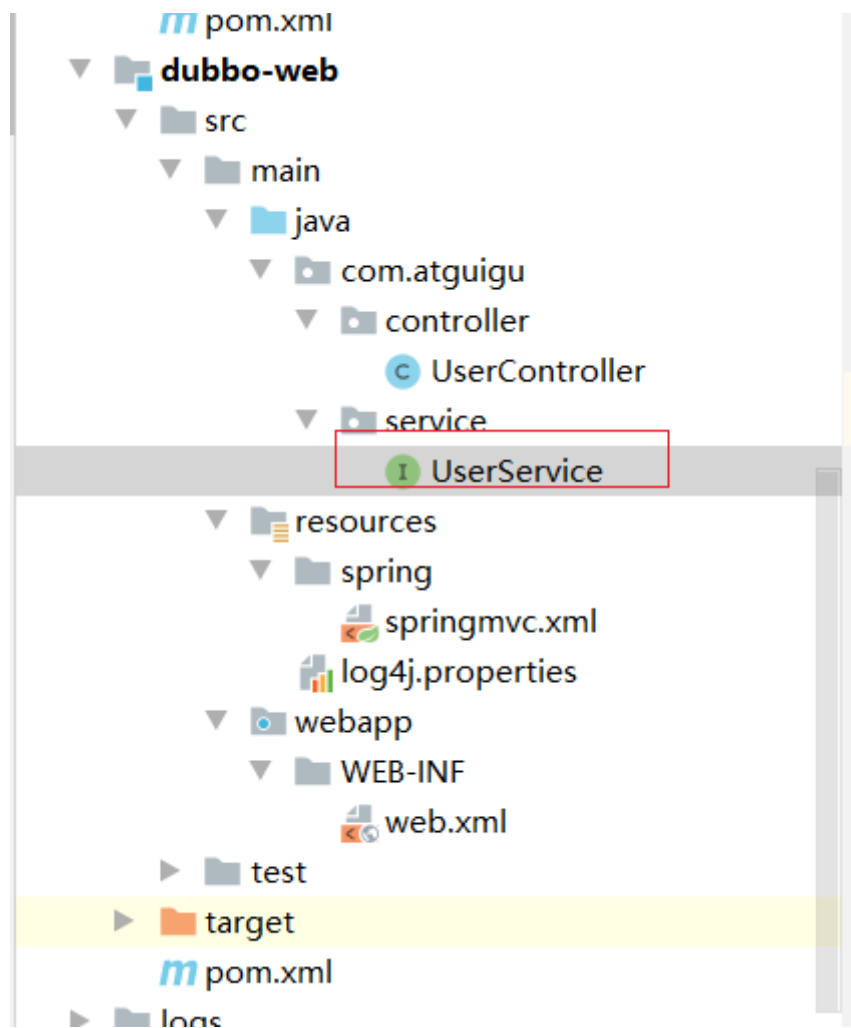 pom.xml
dubbo-web
src
main
java
com.atguigu
controller
UserController
service
UserService
resources
spring
springmvc.xml
log4j.properties
webapp
WEB-INF
web.xml
test
target
pom.xml
logs